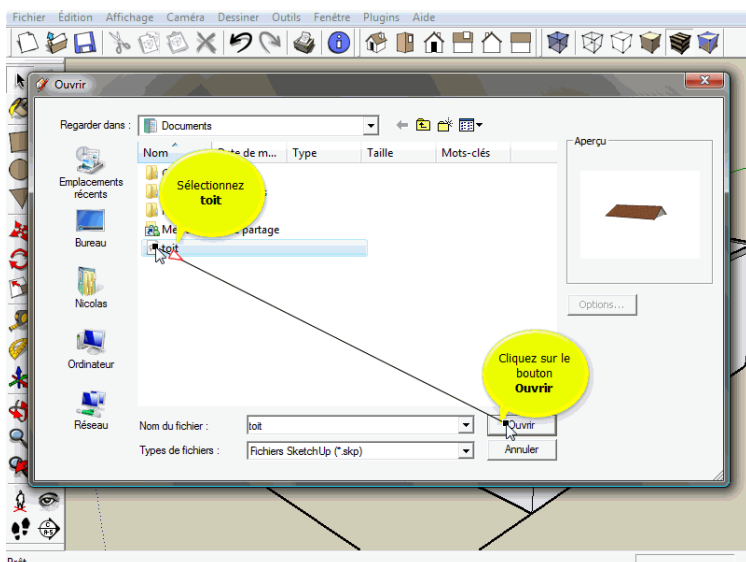 Fichier Édition Affichage Caméra Dessiner Outils Fenêtre Plugins Aide
Ouvrir
Regarder dans : Documents
Nom de m... Type Taille Mots-clés
Aperçu
Sélectionnez
toit
Emplacements
récents
partage
toit
Bureau
Nicolas
Options...
Ordinateur
Cliquez sur le
bouton
Ouvrir
Réseau
Nom du fichier : toit Ouvrir
Types de fichiers : Fichiers SketchUp (*.skp) Annuler